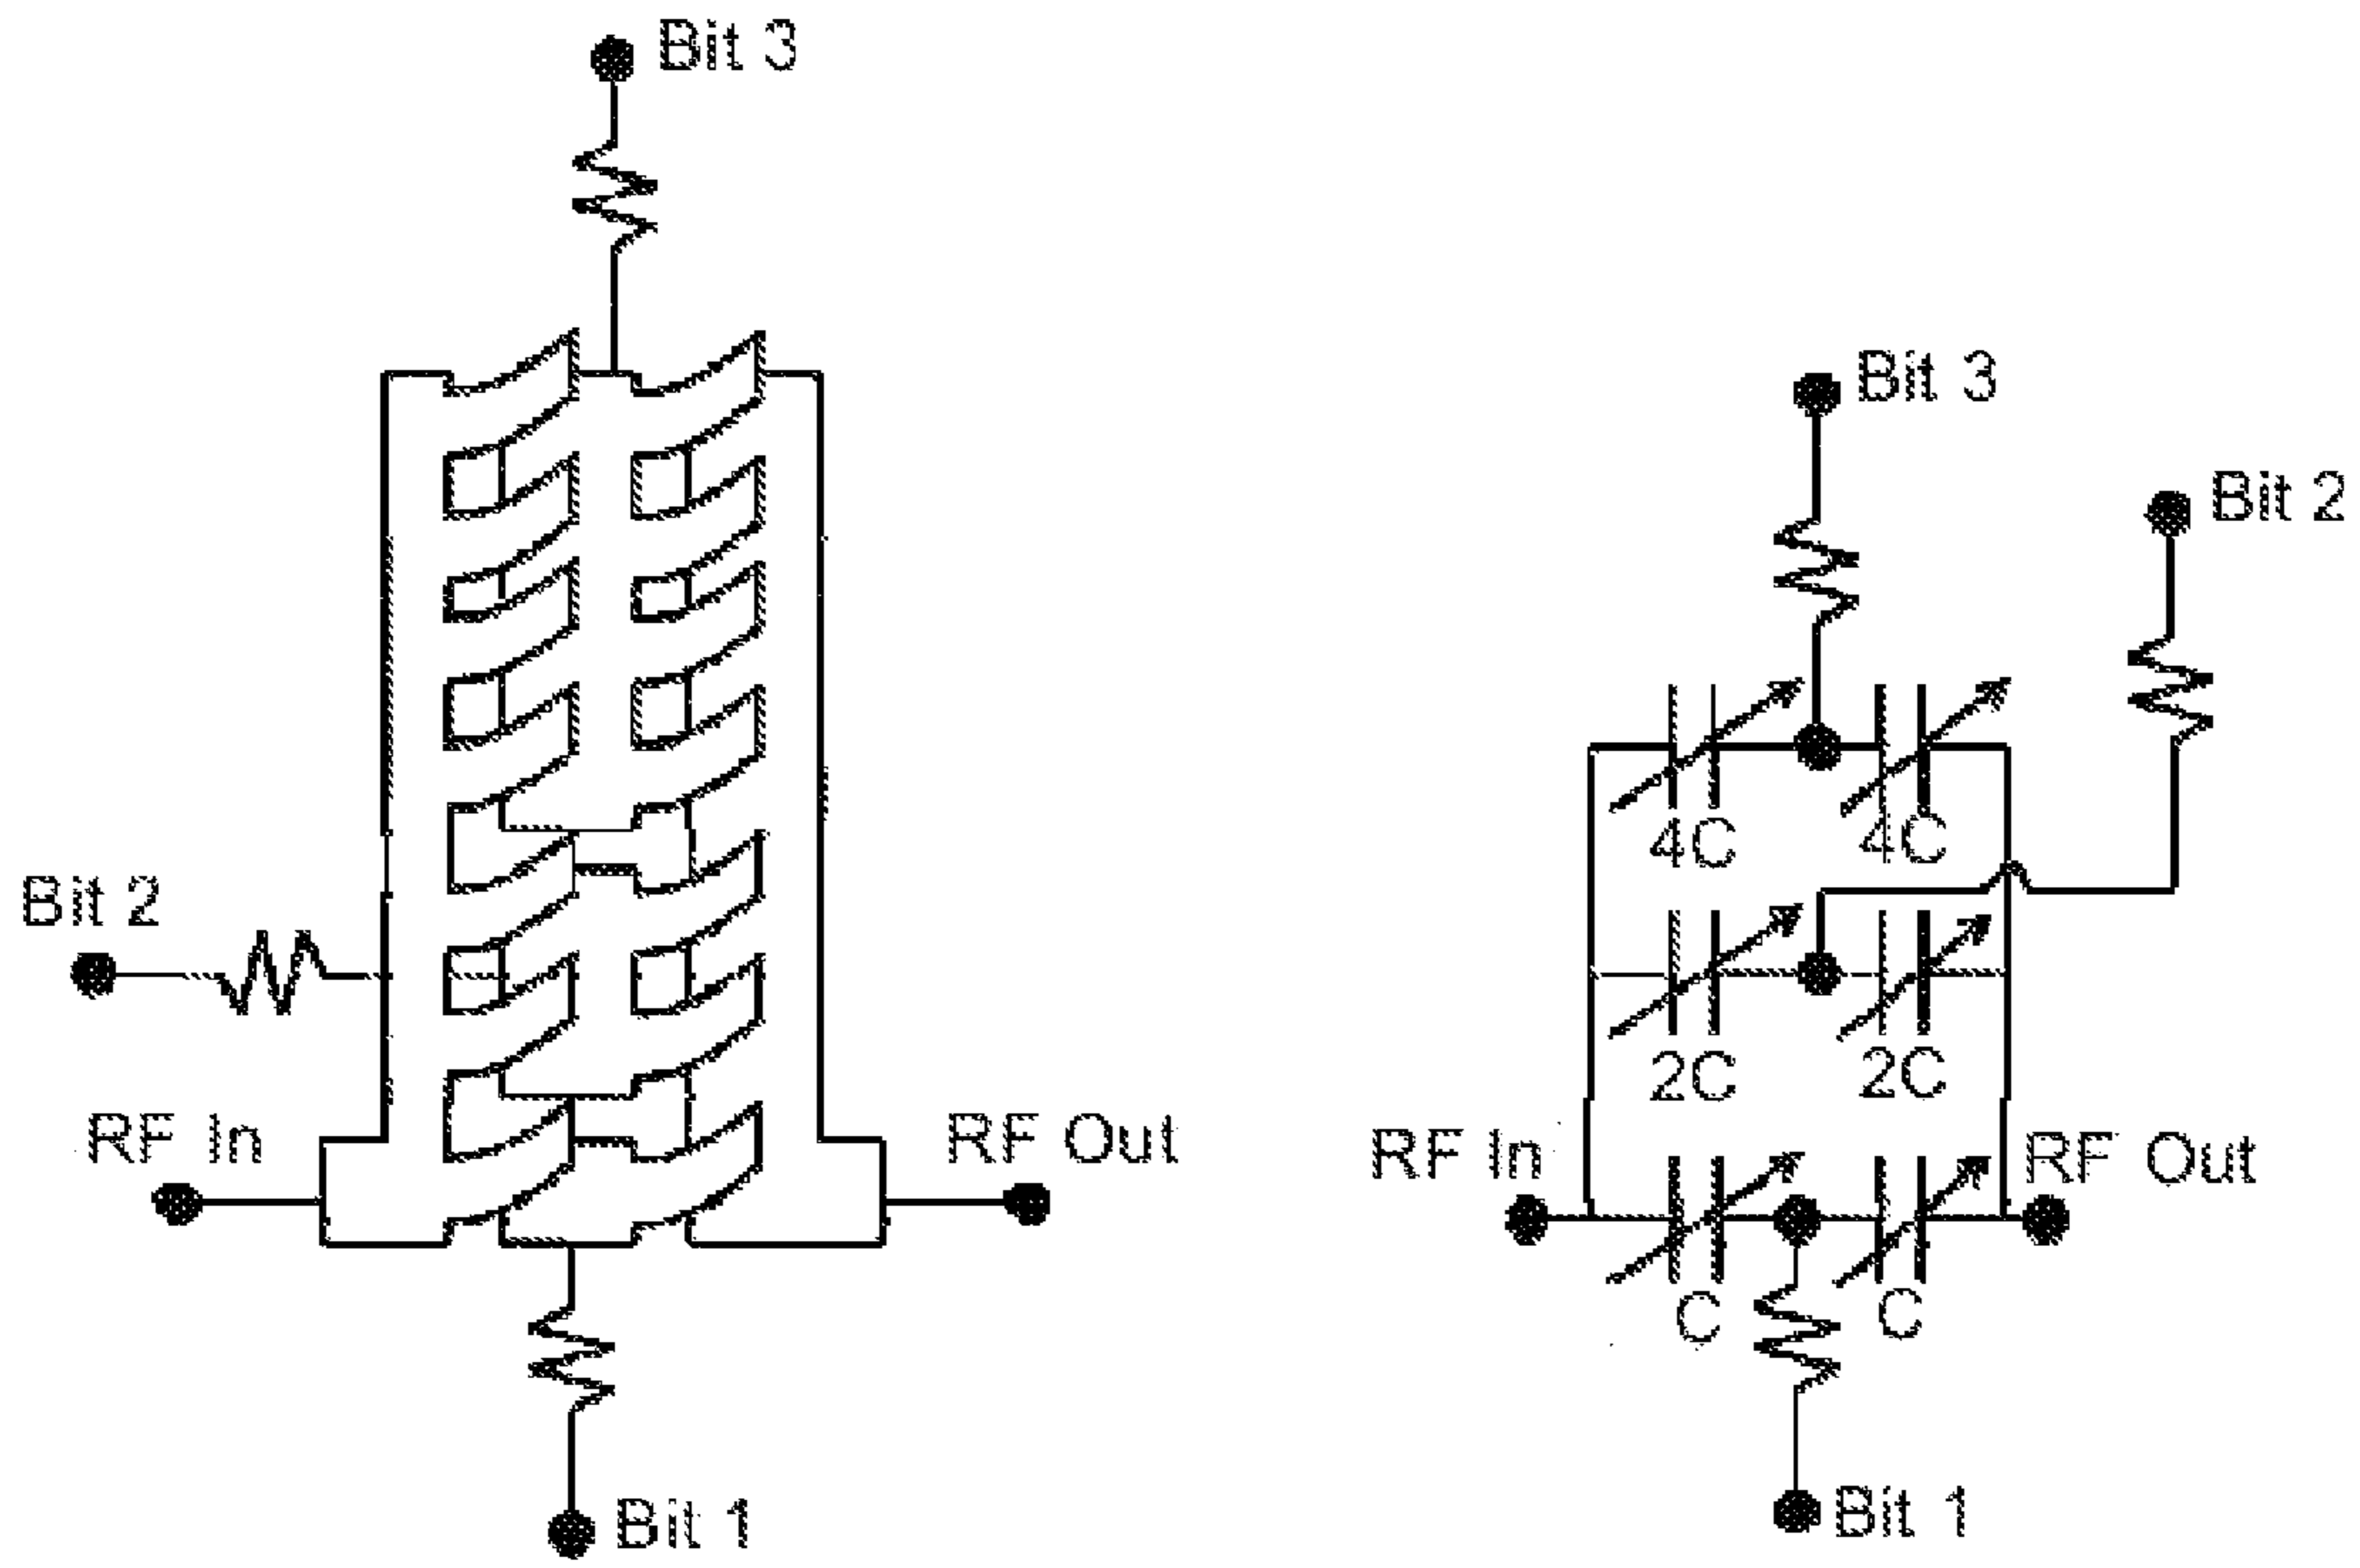 Bit 3
Bit 2
RF In
RF Out
Bit 1
Bit 3
Bit 2
4C
4C
2C
2C
RF In
RF Out
C
C
Bit 1